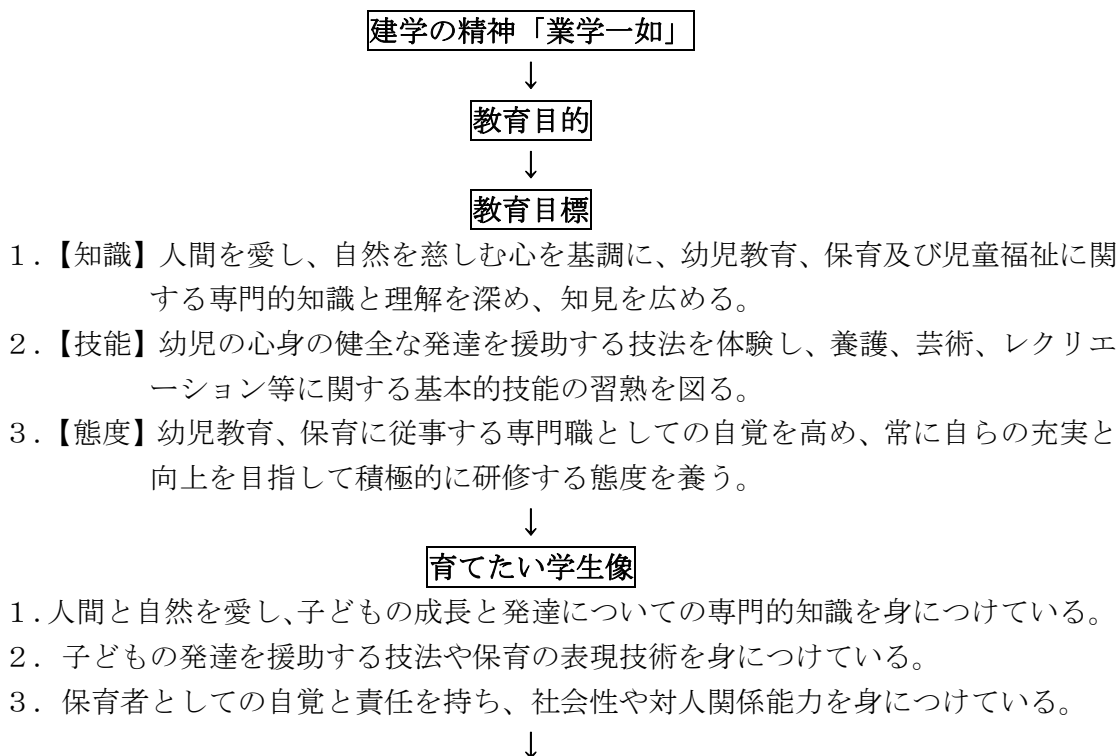 建学の精神「業学一如」
↓
教育目的
↓
教育目標
１．【知識】人間を愛し、自然を慈しむ心を基調に、幼児教育、保育及び児童福祉に関
する専門的知識と理解を深め、知見を広める。
２．【技能】幼児の心身の健全な発達を援助する技法を体験し、養護、芸術、レクリエ
ーション等に関する基本的技能の習熟を図る。
３．【態度】幼児教育、保育に従事する専門職としての自覚を高め、常に自らの充実と
向上を目指して積極的に研修する態度を養う。
↓
育てたい学生像
１．人間と自然を愛し、子どもの成長と発達についての専門的知識を身につけている。
２．子どもの発達を援助する技法や保育の表現技術を身につけている。
３．保育者としての自覚と責任を持ち、社会性や対人関係能力を身につけている。
↓